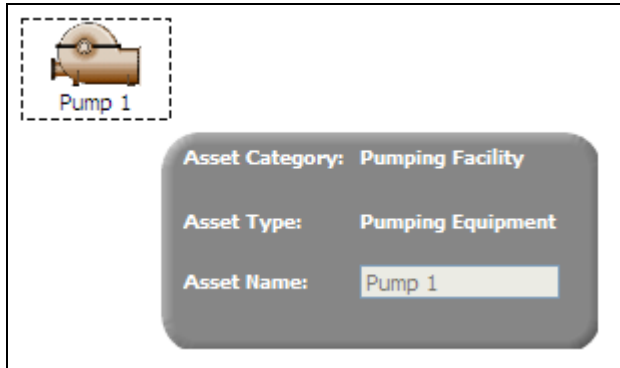 Pump 1
Asset Category: Pumping Facility
Asset Type: Pumping Equipment
Asset Name: Pump 1